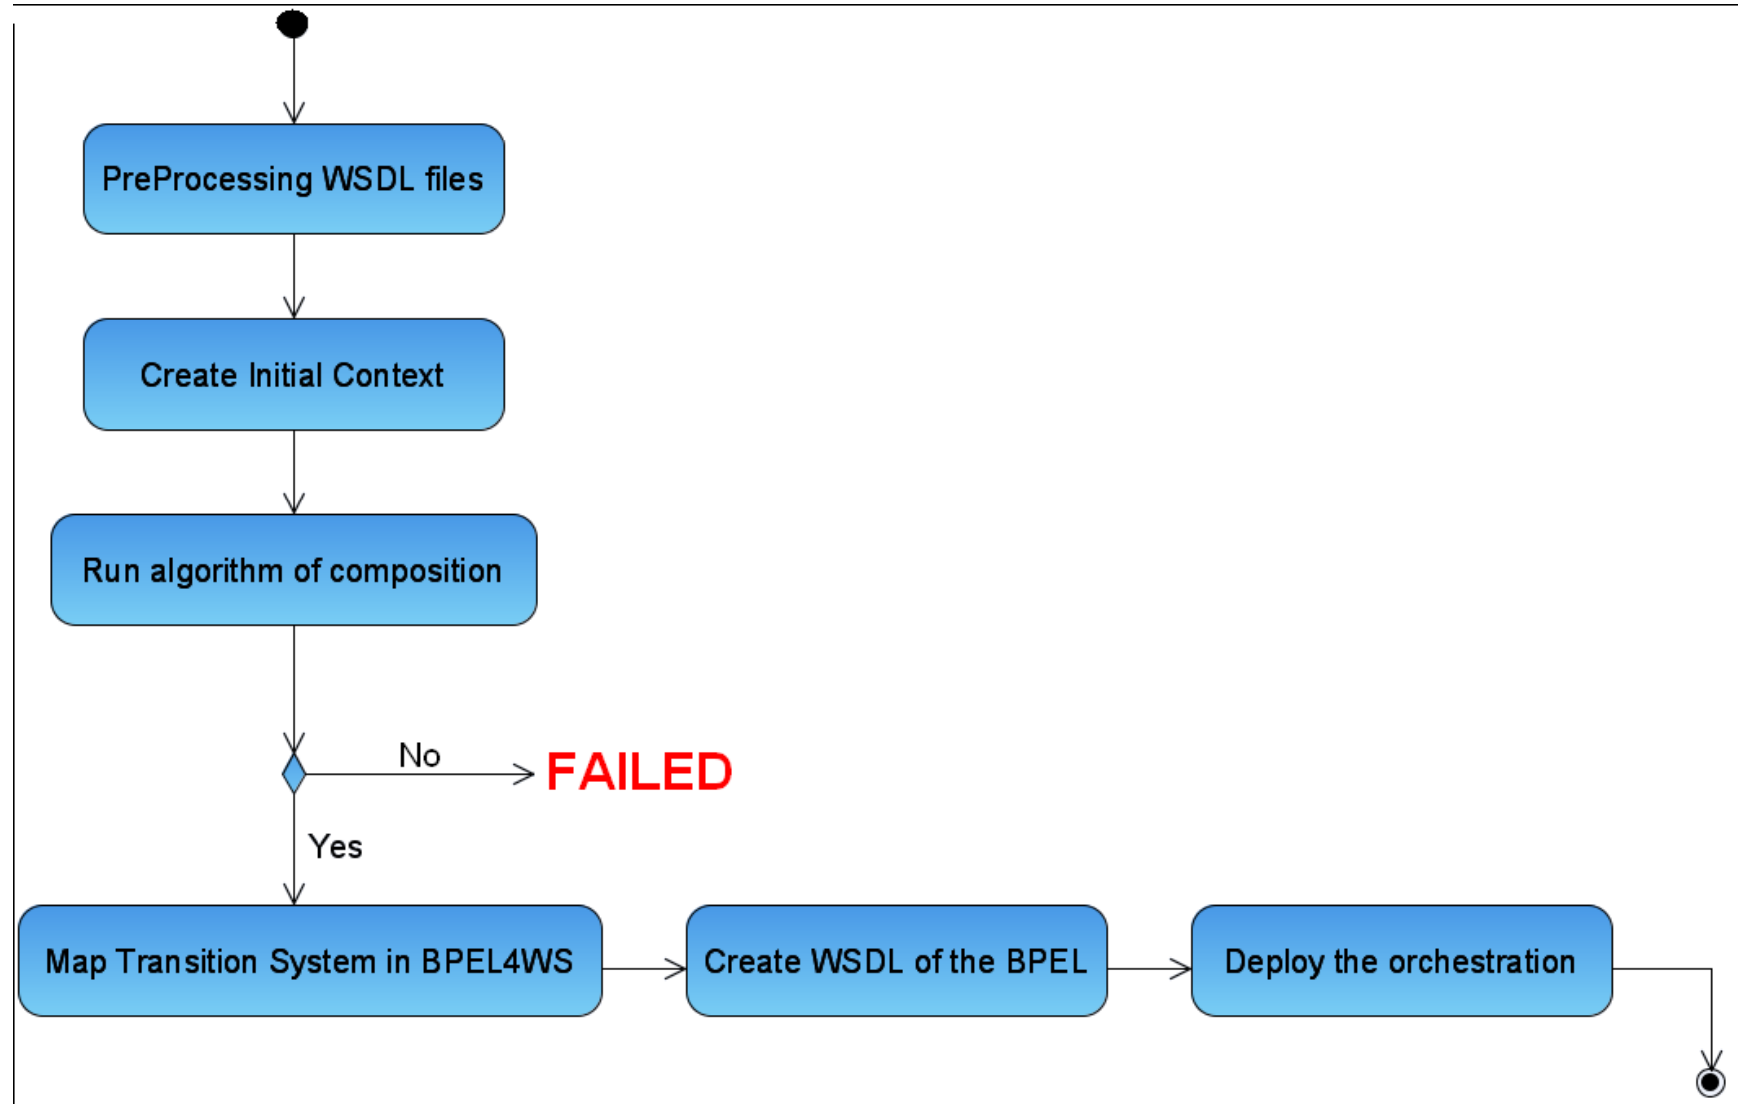 PreProcessing WSDL files
Create Initial Context
Run algorithm of composition
No
FAILED
Yes
Map Transition System in BPEL4WS
Create WSDL of the BPEL
Deploy the orchestration